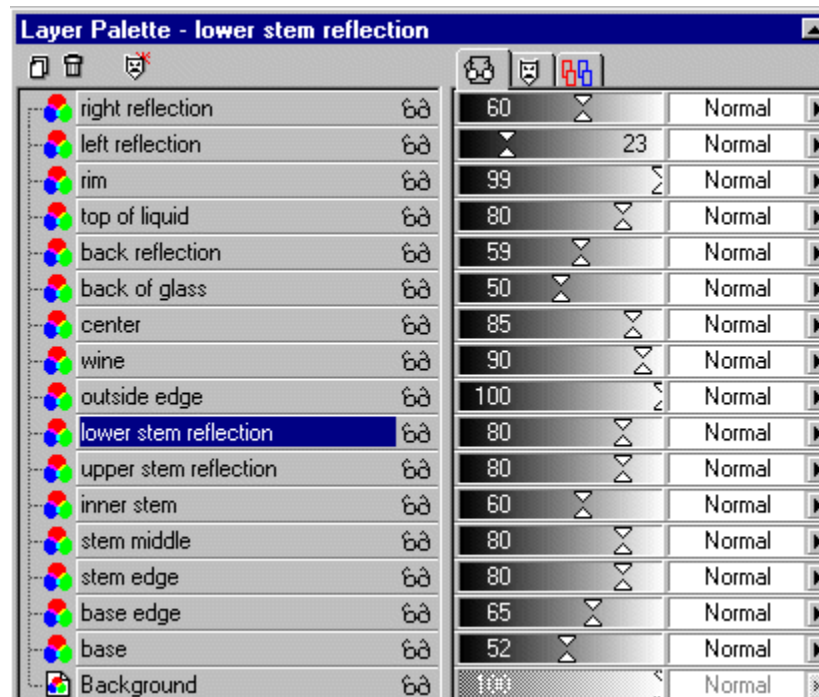 Layer Palette - lower stem reflection
right reflection 60 Normal
left reflection 23 Normal
rim 99 Normal
top of liquid 80 Normal
back reflection 59 Normal
back of glass 50 Normal
center 85 Normal
wine 90 Normal
outside edge 100 Normal
lower stem reflection 80 Normal
upper stem reflection 80 Normal
inner stem 60 Normal
stem middle 80 Normal
stem edge 80 Normal
base edge 65 Normal
base 52 Normal
Background 100 Normal